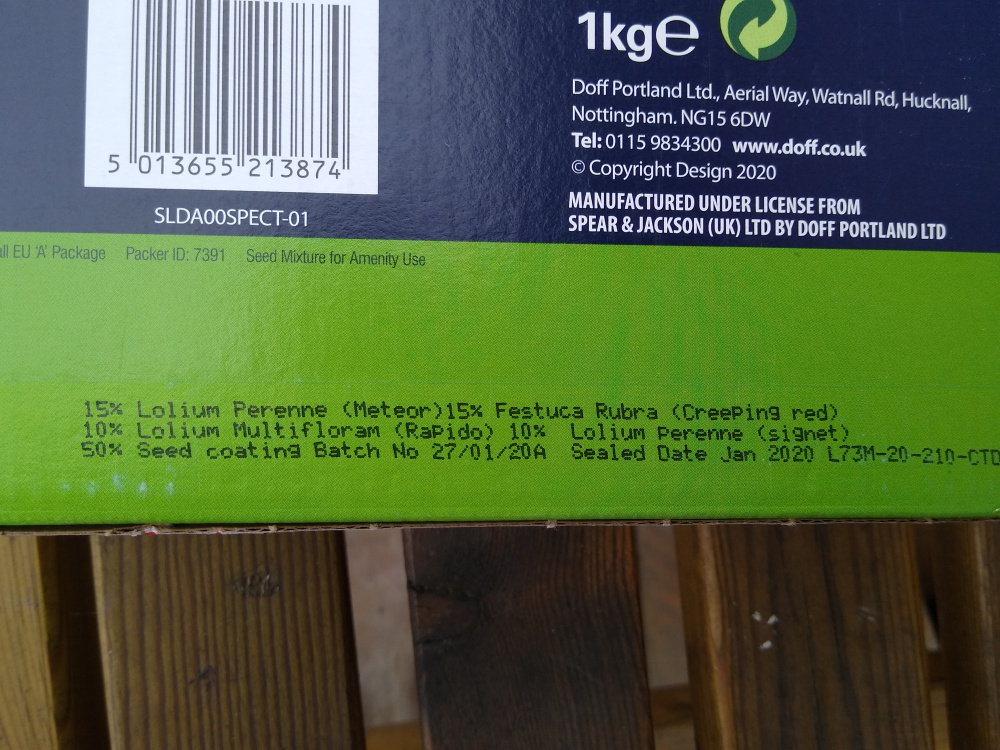 1kg e
Doff Portland Ltd., Aerial Way, Watnall Rd, Hucknall,
Nottingham. NG15 6DW
Tel: 0115 9834300 www.doff.co.uk
© Copyright Design 2020
MANUFACTURED UNDER LICENSE FROM
SPEAR & JACKSON (UK) LTD BY DOFF PORTLAND LTD
5 013655 213874
SLDA00SPECT-01
EU 'A' Package Packer ID: 7391 Seed Mixture for Amenity Use
15% Lolium Perenne (Meteor)15% Festuca Rubra (Creeping red)
10% Lolium Multifloram (Rapido) 10% Lolium perenne (signet)
50% Seed coating Batch No 27/01/20A Sealed Date Jan 2020 L73M-20-210-CTD